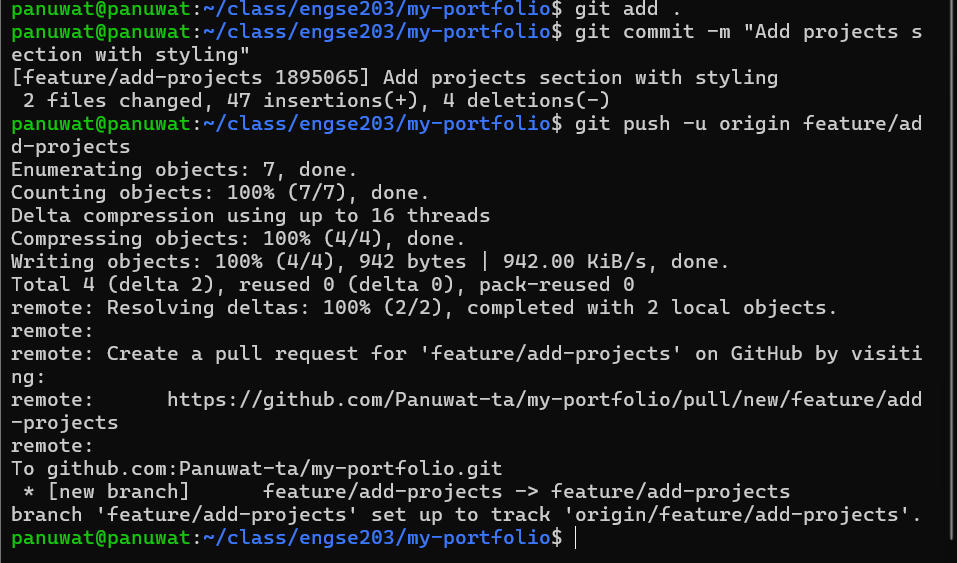 panuwat@panuwat:~/class/engse203/my-portfolio$ git add .
panuwat@panuwat:~/class/engse203/my-portfolio$ git commit -m "Add projects s
ection with styling"
[feature/add-projects 1895065] Add projects section with styling
 2 files changed, 47 insertions(+), 4 deletions(-)
panuwat@panuwat:~/class/engse203/my-portfolio$ git push -u origin feature/ad
d-projects
Enumerating objects: 7, done.
Counting objects: 100% (7/7), done.
Delta compression using up to 16 threads
Compressing objects: 100% (4/4), done.
Writing objects: 100% (4/4), 942 bytes | 942.00 KiB/s, done.
Total 4 (delta 2), reused 0 (delta 0), pack-reused 0
remote: Resolving deltas: 100% (2/2), completed with 2 local objects.
remote:
remote: Create a pull request for 'feature/add-projects' on GitHub by visiti
ng:
remote:      https://github.com/Panuwat-ta/my-portfolio/pull/new/feature/add
-projects
remote:
To github.com:Panuwat-ta/my-portfolio.git
 * [new branch]      feature/add-projects -> feature/add-projects
branch 'feature/add-projects' set up to track 'origin/feature/add-projects'.
panuwat@panuwat:~/class/engse203/my-portfolio$